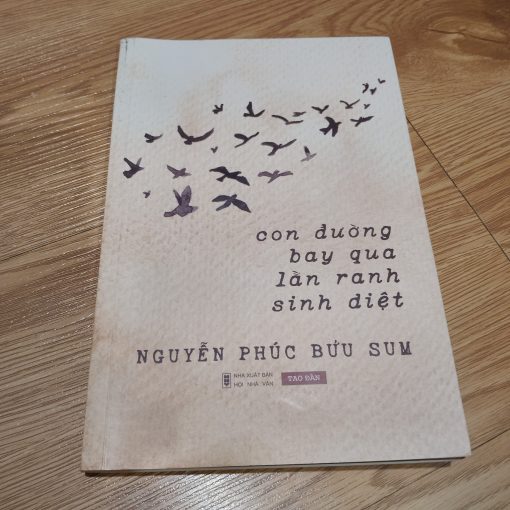 con đường
bay qua
lằn ranh
sinh diệt
NGUYỄN PHÚC BỬU SUM
NHÀ XUẤT BẢN
HỘI NHÀ VĂN
TAO ĐÀN